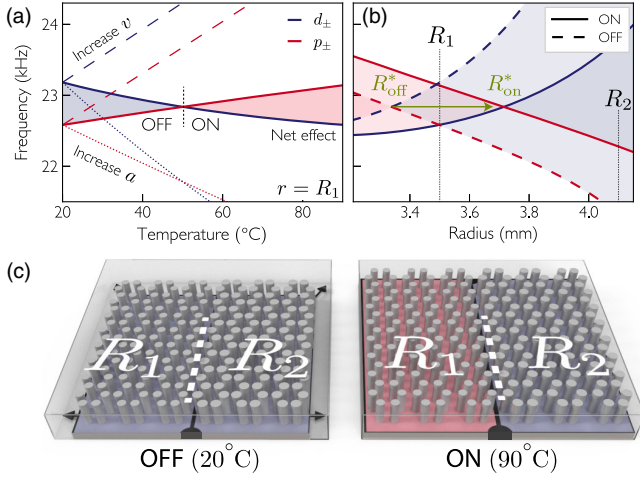 (a)
Increase v
d±
p±
24
23
22
Frequency (kHz)
OFF
ON
Net effect
Increase a
r = R₁
20
40
60
80
Temperature (°C)
(b)
R₁
ON
OFF
R*off
R*on
R₂
3.4
3.6
3.8
4.0
Radius (mm)
(c)
R₁
R₂
R₁
R₂
OFF (20°C)
ON (90°C)